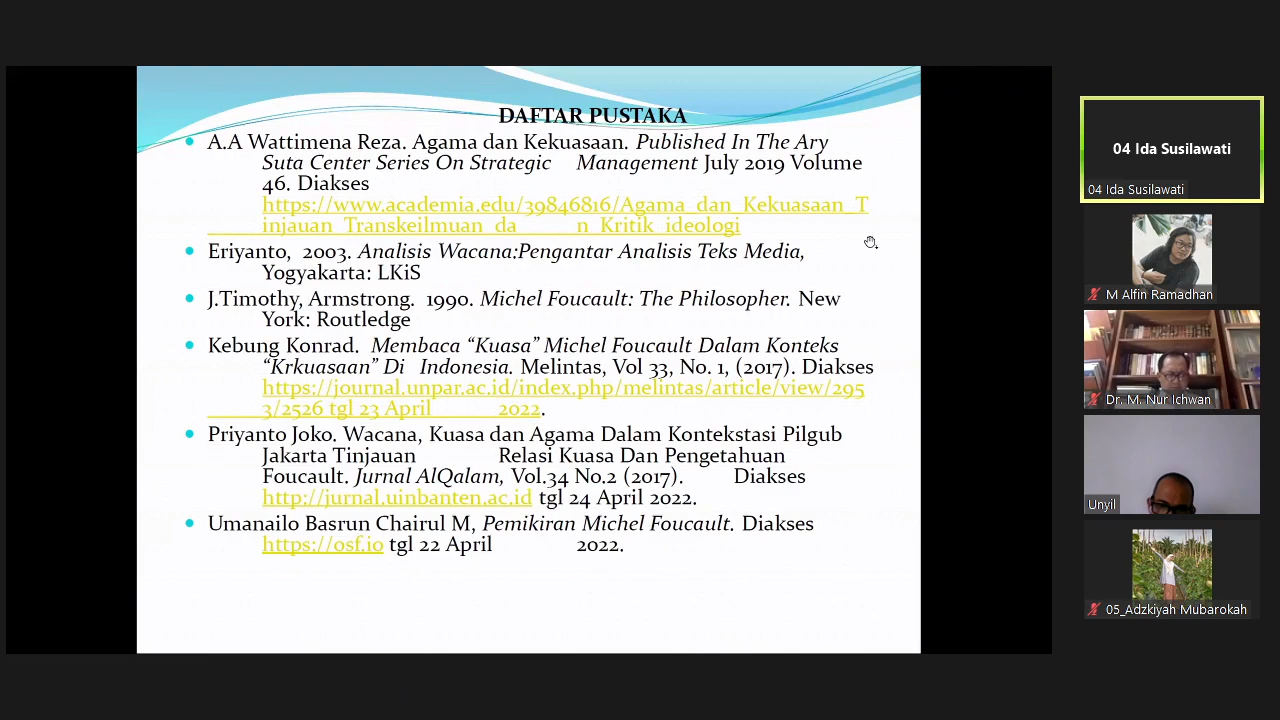 DAFTAR PUSTAKA
A.A Wattimena Reza. Agama dan Kekuasaan. Published In The Ary
Suta Center Series On Strategic Management July 2019 Volume
46. Diakses
https://www.academia.edu/39846816/Agama_dan_Kekuasaan_T
injauan_Transkeilmuan_da n_Kritik_ideologi
Eriyanto, 2003. Analisis Wacana:Pengantar Analisis Teks Media,
Yogyakarta: LKiS
J.Timothy, Armstrong. 1990. Michel Foucault: The Philosopher. New
York: Routledge
Kebung Konrad. Membaca “Kuasa” Michel Foucault Dalam Konteks
“Krkuasaan” Di Indonesia. Melintas, Vol 33, No. 1, (2017). Diakses
https://journal.unpar.ac.id/index.php/melintas/article/view/295
3/2526 tgl 23 April 2022.
Priyanto Joko. Wacana, Kuasa dan Agama Dalam Kontekstasi Pilgub
Jakarta Tinjauan Relasi Kuasa Dan Pengetahuan
Foucault. Jurnal AlQalam, Vol.34 No.2 (2017). Diakses
http://jurnal.uinbanten.ac.id tgl 24 April 2022.
Umanailo Basrun Chairul M, Pemikiran Michel Foucault. Diakses
https://osf.io tgl 22 April 2022.
04 Ida Susilawati
04 Ida Susilawati
M Alfin Ramadhan
Dr. M. Nur Ichwan
Unyil
05_Adzkiyah Mubarokah